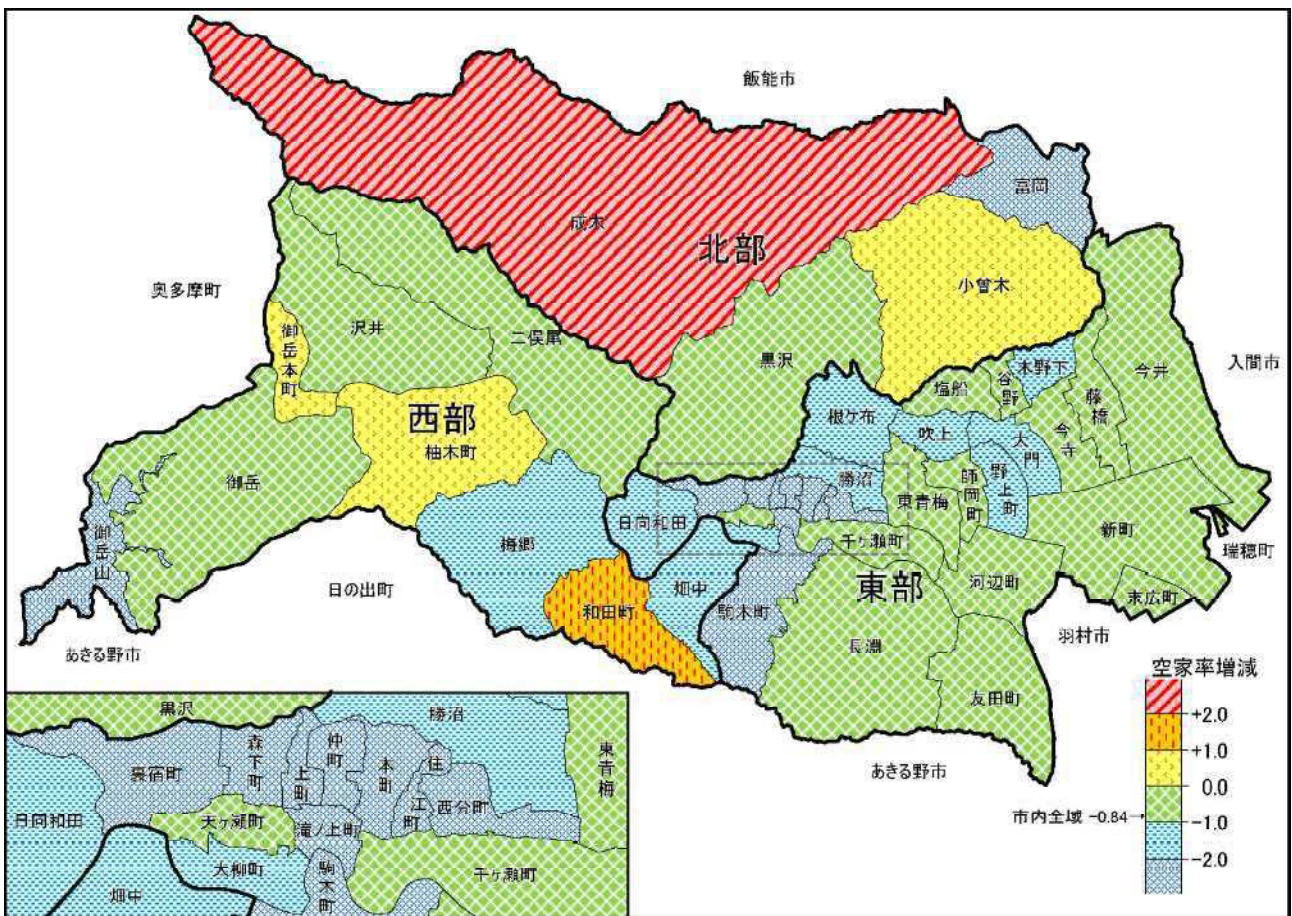 飯能市
富岡
成木
北部
小曾木
奥多摩町
沢井
二俣尾
黒沢
御岳本町
入間市
今井
木野下
谷野
塩船
藤橋
今寺
西部
柚木町
根ケ布
吹上
大門
野上町
師岡町
東青梅
勝沼
御岳
御岳山
日向和田
梅郷
千ヶ瀬町
新町
瑞穂町
日の出町
和田町
畑中
駒木町
東部
河辺町
末広町
羽村市
長淵
友田町
あきる野市
あきる野市
空家率増減
+2.0
+1.0
0.0
市内全域 -0.84
-1.0
-2.0
黒沢
勝沼
東青梅
裏宿町
森下町
上町
仲町
本町
住江町
西分町
日向和田
天ヶ瀬町
滝ノ上町
大柳町
駒木町
千ヶ瀬町
畑中